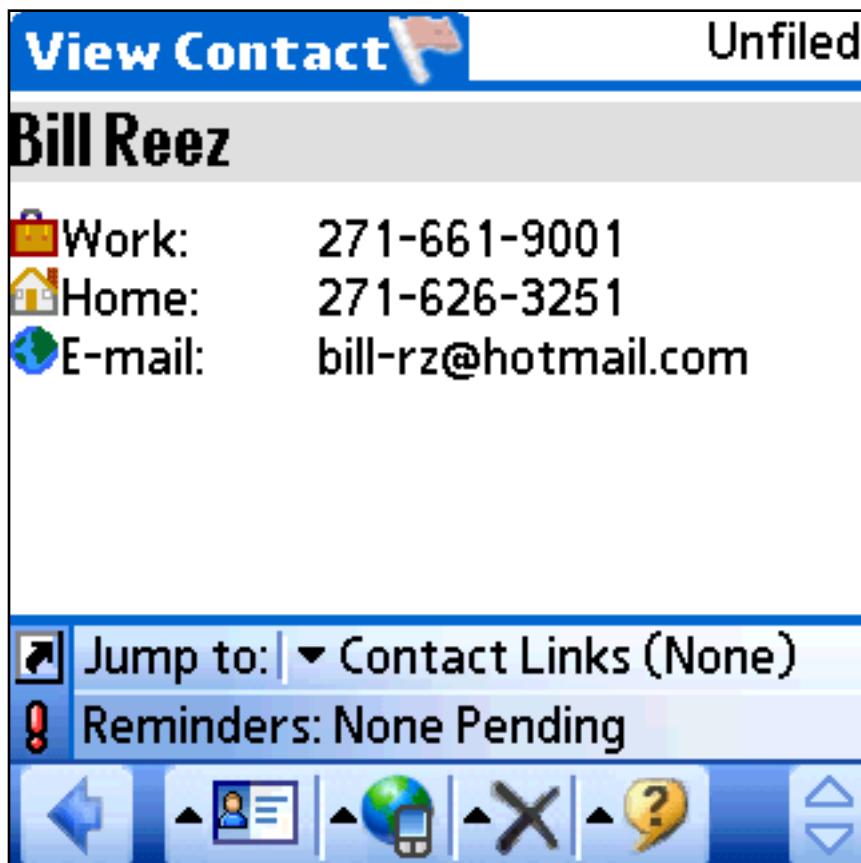 View Contact Unfiled
Bill Reez
Work: 271-661-9001
Home: 271-626-3251
E-mail: bill-rz@hotmail.com
Jump to: Contact Links (None)
Reminders: None Pending